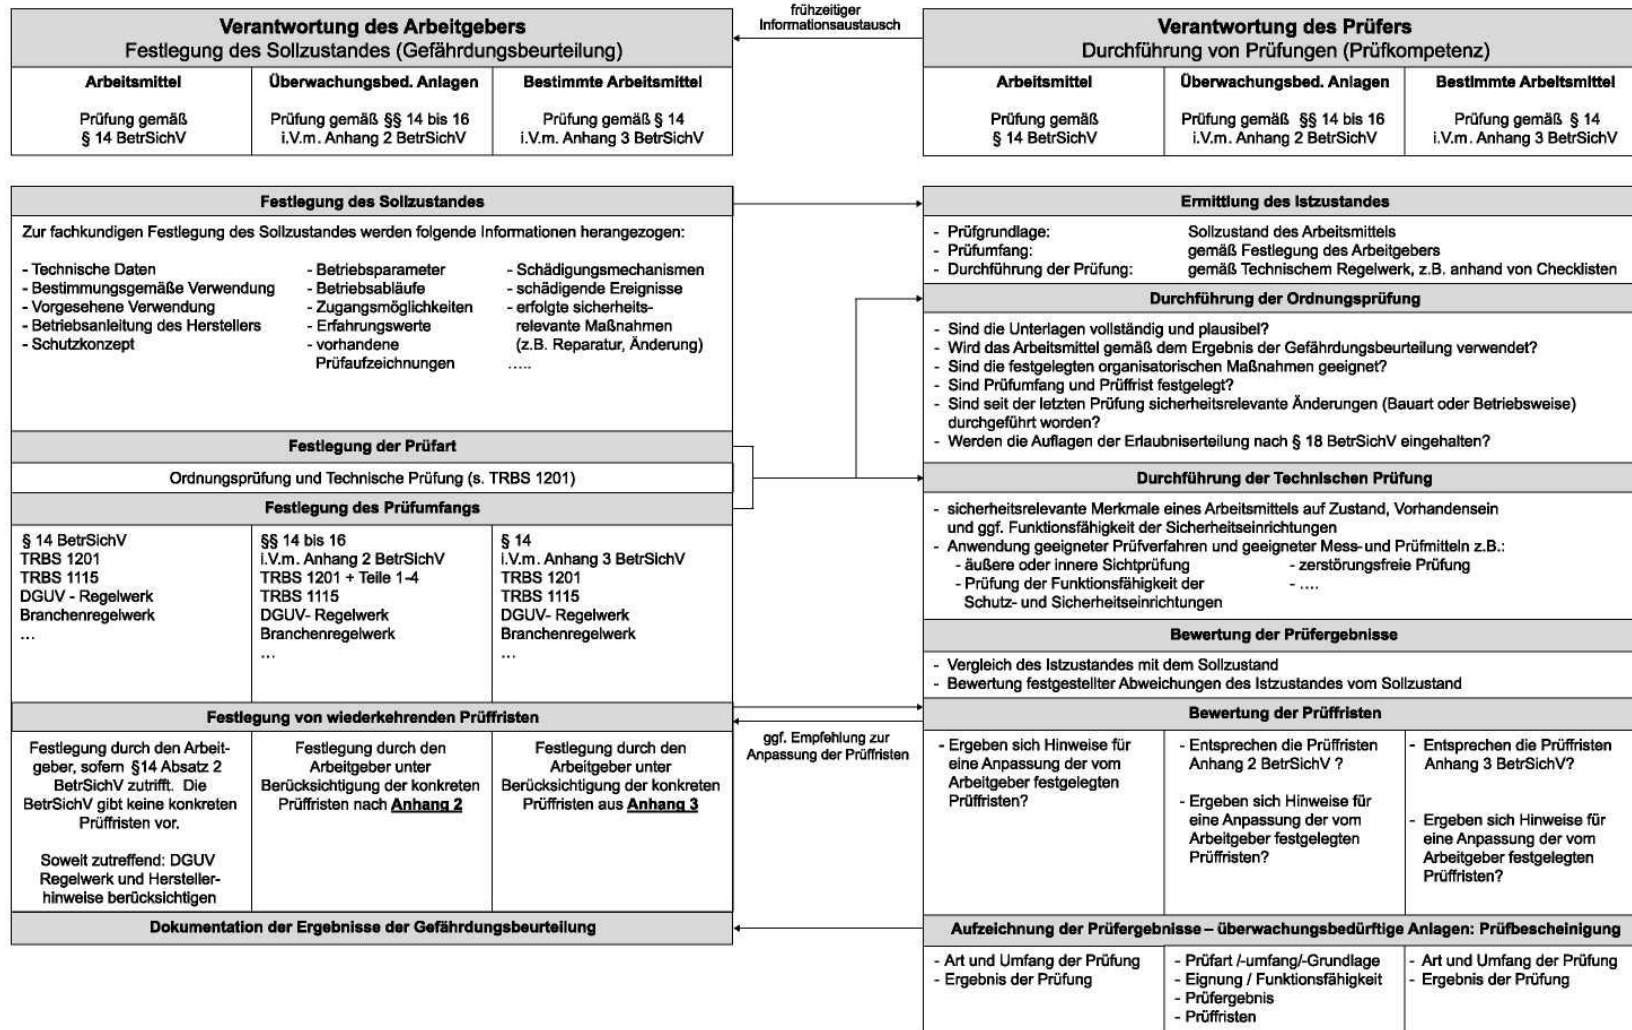 Verantwortung des Arbeitgebers
Festlegung des Sollzustandes (Gefährdungsbeurteilung)
Arbeitsmittel
Prüfung gemäß
§ 14 BetrSichV
Überwachungsbed. Anlagen
Prüfung gemäß §§ 14 bis 16
i.V.m. Anhang 2 BetrSichV
Bestimmte Arbeitsmittel
Prüfung gemäß § 14
i.V.m. Anhang 3 BetrSichV
frühzeitiger
Informationsaustausch
Verantwortung des Prüfers
Durchführung von Prüfungen (Prüfkompetenz)
Arbeitsmittel
Prüfung gemäß
§ 14 BetrSichV
Überwachungsbed. Anlagen
Prüfung gemäß §§ 14 bis 16
i.V.m. Anhang 2 BetrSichV
Bestimmte Arbeitsmittel
Prüfung gemäß § 14
i.V.m. Anhang 3 BetrSichV
Festlegung des Sollzustandes
Zur fachkundigen Festlegung des Sollzustandes werden folgende Informationen herangezogen:
- Technische Daten
- Bestimmungsgemäße Verwendung
- Vorgesehene Verwendung
- Betriebsanleitung des Herstellers
- Schutzkonzept
- Betriebsparameter
- Betriebsabläufe
- Zugangsmöglichkeiten
- Erfahrungswerte
- vorhandene
Prüfaufzeichnungen
- Schädigungsmechanismen
- schädigende Ereignisse
- erfolgte sicherheits-
relevante Maßnahmen
(z.B. Reparatur, Änderung)
.....
Festlegung der Prüfart
Ordnungsprüfung und Technische Prüfung (s. TRBS 1201)
Festlegung des Prüfumfangs
§ 14 BetrSichV
TRBS 1201
TRBS 1115
DGUV - Regelwerk
Branchenregelwerk
...
§§ 14 bis 16
i.V.m. Anhang 2 BetrSichV
TRBS 1201 + Teile 1-4
TRBS 1115
DGUV- Regelwerk
Branchenregelwerk
...
§ 14
i.V.m. Anhang 3 BetrSichV
TRBS 1201
TRBS 1115
DGUV- Regelwerk
Branchenregelwerk
...
Festlegung von wiederkehrenden Prüffristen
Festlegung durch den Arbeit-
geber, sofern §14 Absatz 2
BetrSichV zutrifft. Die
BetrSichV gibt keine konkreten
Prüffristen vor.
Soweit zutreffend: DGUV
Regelwerk und Hersteller-
hinweise berücksichtigen
Festlegung durch den
Arbeitgeber unter
Berücksichtigung der konkreten
Prüffristen nach Anhang 2
Festlegung durch den
Arbeitgeber unter
Berücksichtigung der konkreten
Prüffristen aus Anhang 3
Dokumentation der Ergebnisse der Gefährdungsbeurteilung
ggf. Empfehlung zur
Anpassung der Prüffristen
Ermittlung des Istzustandes
- Prüfgrundlage: Sollzustand des Arbeitsmittels
- Prüfumfang: gemäß Festlegung des Arbeitgebers
- Durchführung der Prüfung: gemäß Technischem Regelwerk, z.B. anhand von Checklisten
Durchführung der Ordnungsprüfung
- Sind die Unterlagen vollständig und plausibel?
- Wird das Arbeitsmittel gemäß dem Ergebnis der Gefährdungsbeurteilung verwendet?
- Sind die festgelegten organisatorischen Maßnahmen geeignet?
- Sind Prüfumfang und Prüffrist festgelegt?
- Sind seit der letzten Prüfung sicherheitsrelevante Änderungen (Bauart oder Betriebsweise)
durchgeführt worden?
- Werden die Auflagen der Erlaubniserteilung nach § 18 BetrSichV eingehalten?
Durchführung der Technischen Prüfung
- sicherheitsrelevante Merkmale eines Arbeitsmittels auf Zustand, Vorhandensein
und ggf. Funktionsfähigkeit der Sicherheitseinrichtungen
- Anwendung geeigneter Prüfverfahren und geeigneter Mess-und Prüfmitteln z.B.:
- äußere oder innere Sichtprüfung
- Prüfung der Funktionsfähigkeit der
Schutz- und Sicherheitseinrichtungen
- zerstörungsfreie Prüfung
- ....
Bewertung der Prüfergebnisse
- Vergleich des Istzustandes mit dem Sollzustand
- Bewertung festgestellter Abweichungen des Istzustandes vom Sollzustand
Bewertung der Prüffristen
- Ergeben sich Hinweise für
eine Anpassung der vom
Arbeitgeber festgelegten
Prüffristen?
- Entsprechen die Prüffristen
Anhang 2 BetrSichV ?
- Ergeben sich Hinweise für
eine Anpassung der vom
Arbeitgeber festgelegten
Prüffristen?
- Entsprechen die Prüffristen
Anhang 3 BetrSichV?
- Ergeben sich Hinweise für
eine Anpassung der vom
Arbeitgeber festgelegten
Prüffristen?
Aufzeichnung der Prüfergebnisse – überwachungsbedürftige Anlagen: Prüfbescheinigung
- Art und Umfang der Prüfung
- Ergebnis der Prüfung
- Prüfart /-umfang/-Grundlage
- Eignung / Funktionsfähigkeit
- Prüfergebnis
- Prüffristen
- Art und Umfang der Prüfung
- Ergebnis der Prüfung